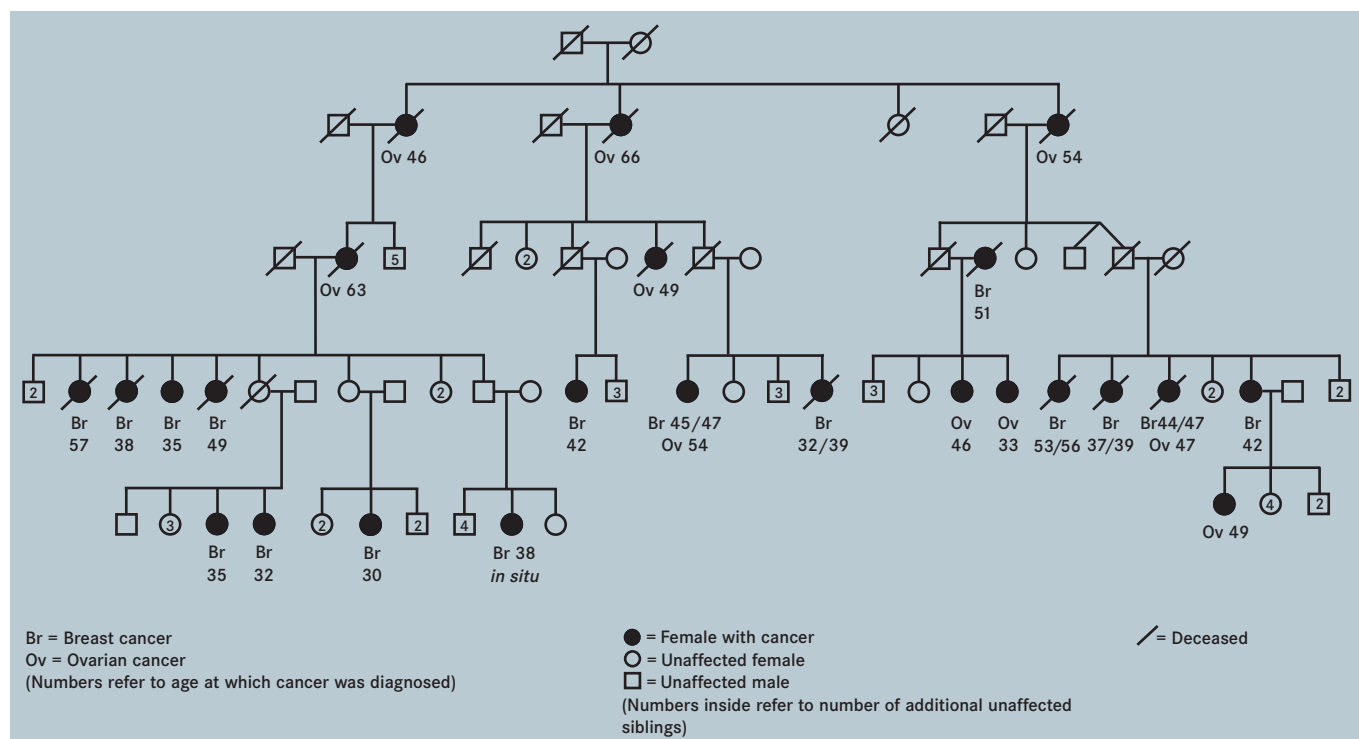 Ov 46
Ov 66
Ov 54
5
2
Ov 63
Ov 49
Br
51
2
2
3
3
3
2
2
Br
57
Br
38
Br
35
Br
49
Br
42
Br 45/47
Ov 54
Br
32/39
Ov
46
Ov
33
Br
53/56
Br
37/39
Br44/47
Ov 47
Br
42
3
2
2
4
4
2
Br
35
Br
32
Br
30
Br 38
in situ
Ov 49
Br = Breast cancer
Ov = Ovarian cancer
(Numbers refer to age at which cancer was diagnosed)
= Female with cancer
= Unaffected female
= Unaffected male
(Numbers inside refer to number of additional unaffected
siblings)
= Deceased